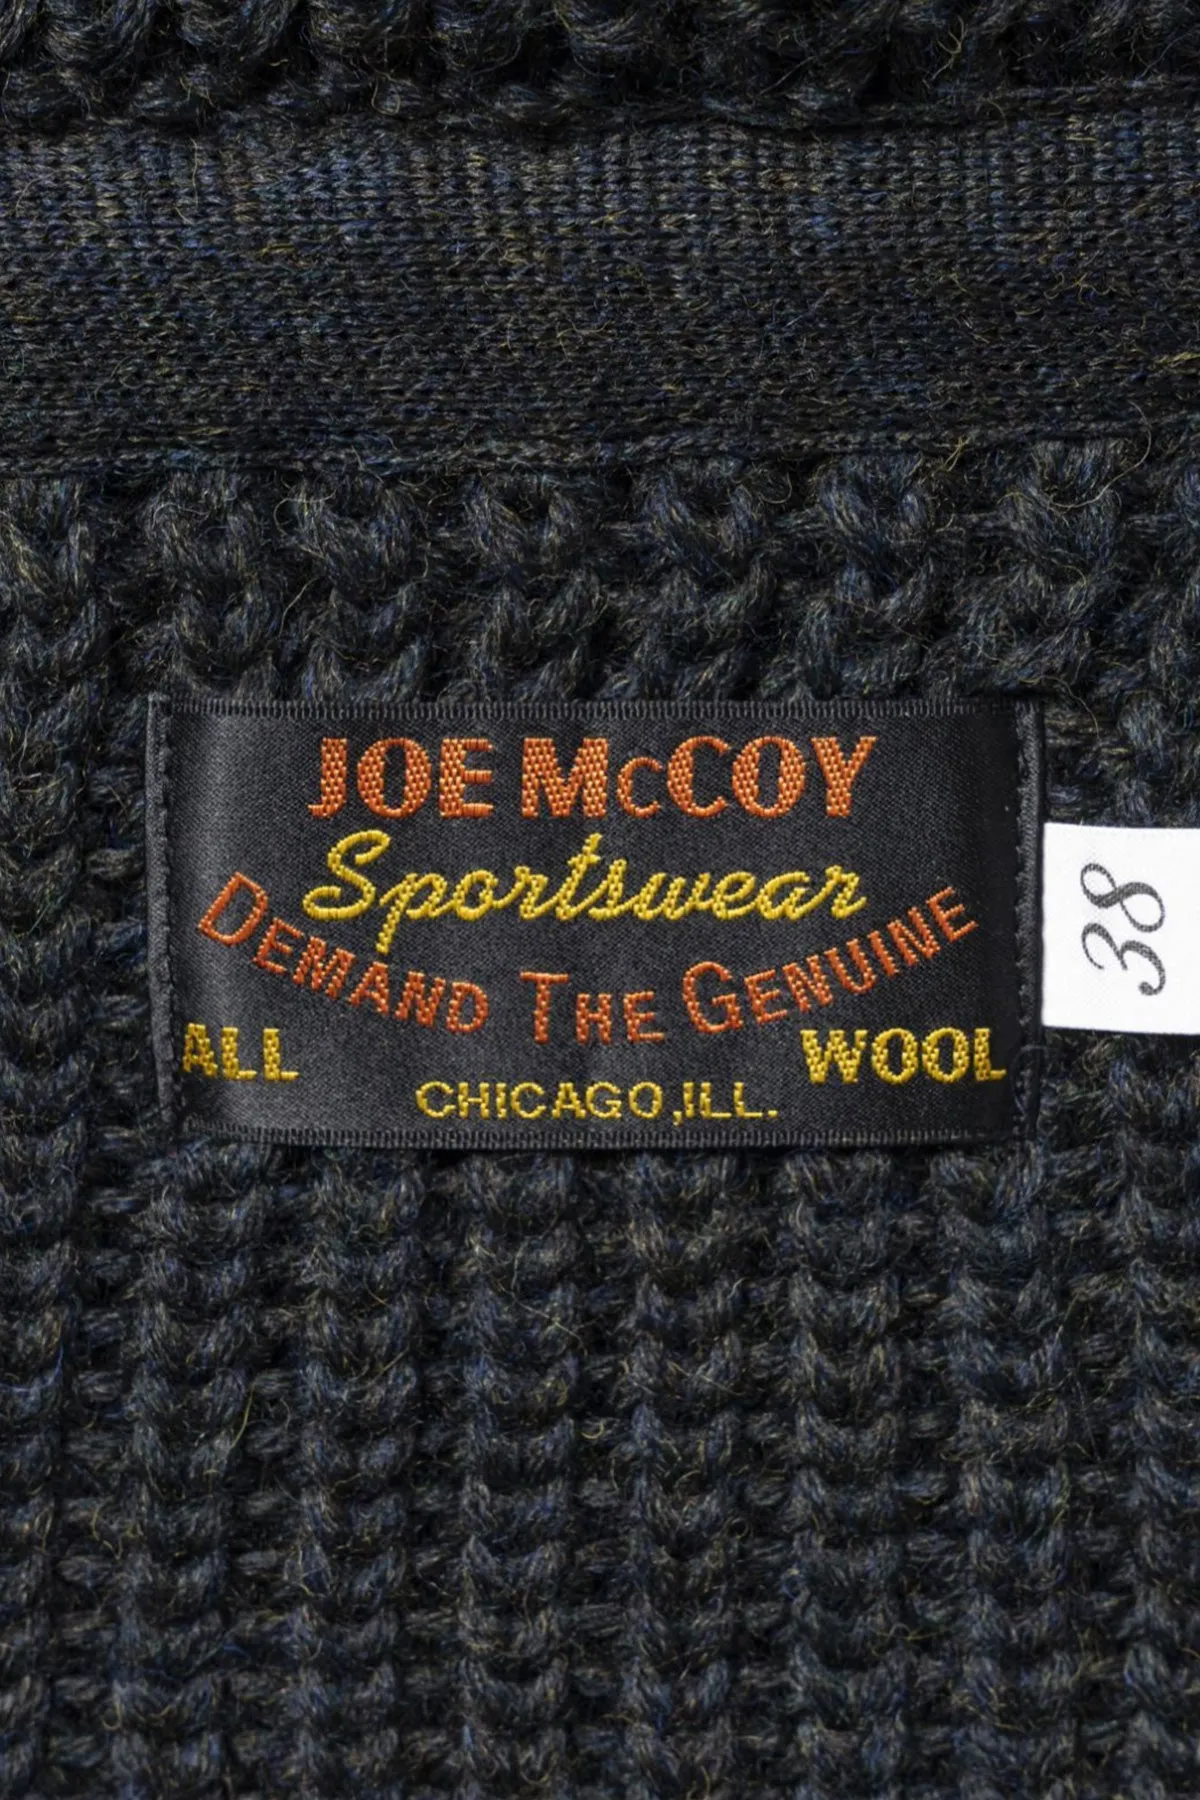 JOE McCOY
Sportswear
DEMAND THE GENUINE
ALL WOOL
CHICAGO,ILL.
38